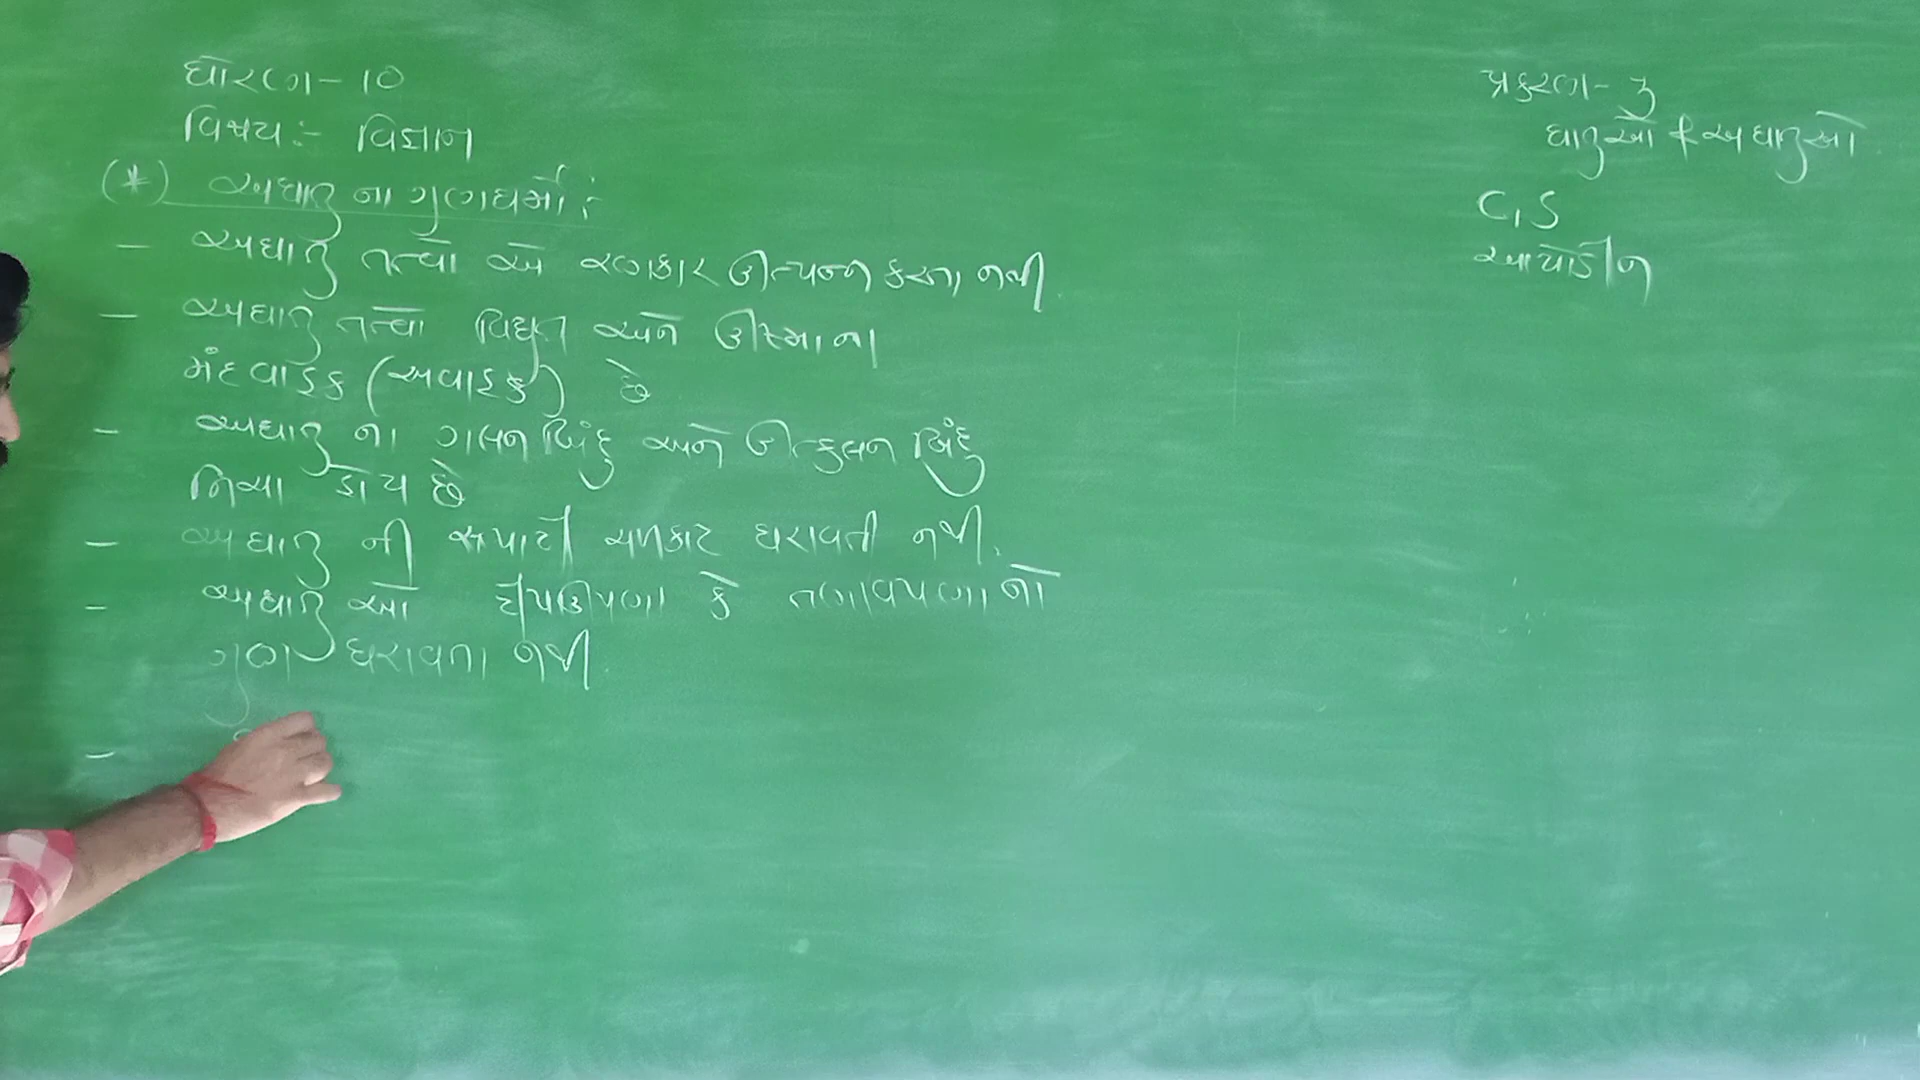 ધોરણ - 10
વિષય :- વિજ્ઞાન
(*) અધાતુ ના ગુણધર્મો :
- અધાતુ તત્વો એ રણકાર ઉત્પન્ન કરતા નથી.
- અધાતુ તત્વો વિદ્યુત અને ઉષ્માના
મંદવાહક (અવાહક) છે
- અધાતુ ના ગલન બિંદુ અને ઉત્કલન બિંદુ
નિચા હોય છે
- અધાતુ ની સપાટી ચળકાટ ધરાવતી નથી.
- અધાતુ ઓ ટીપાઉપણા કે તણાવપણા નો
ગુણ ધરાવતા નથી.
-
પ્રકરણ - 3
ધાતુઓ અધાતુઓ
C, S
આયોડીન